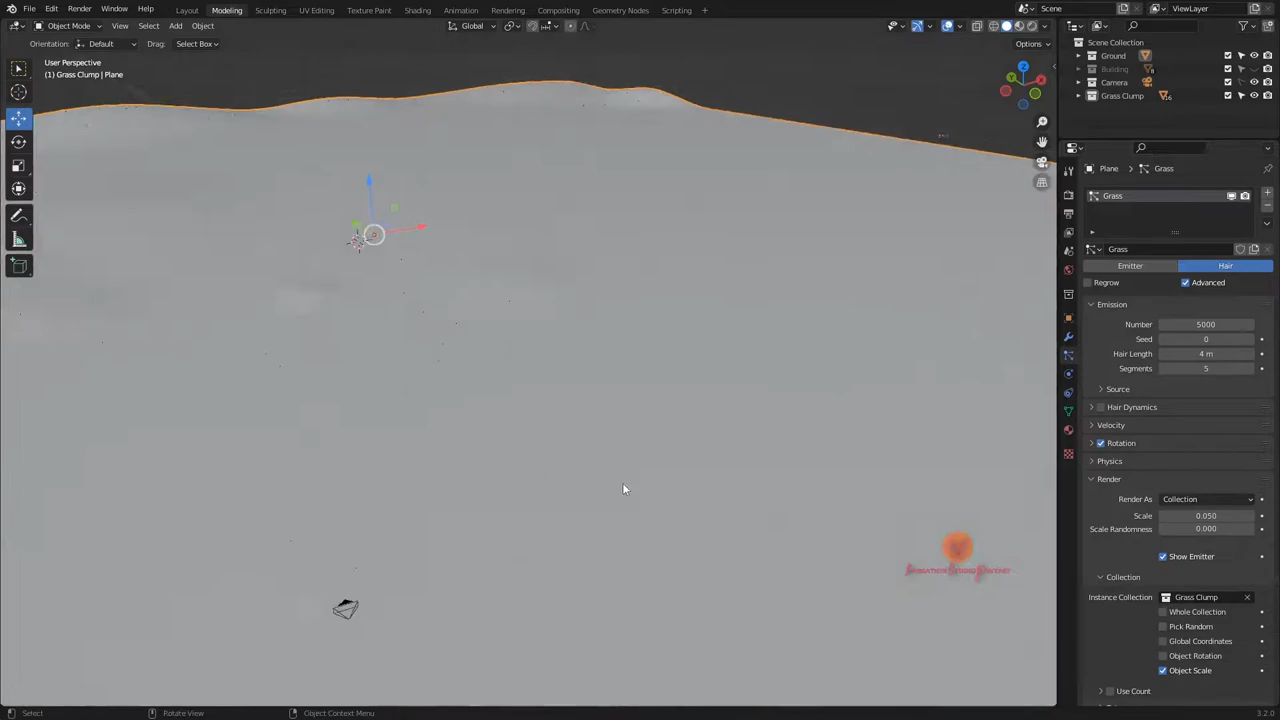 File Edit Render Window Help Layout Modeling Sculpting UV Editing Texture Paint Shading Animation Rendering Compositing Geometry Nodes Scripting + Scene ViewLayer
Object Mode View Select Add Object Global
Orientation: Default Drag: Select Box Options
User Perspective
(1) Grass Clump | Plane
Z
X
Y
Scene Collection
Ground
Building 8
Camera
Grass Clump 16
Plane > Grass
Grass
Grass
Emitter Hair
Regrow Advanced
Emission
Number 5000
Seed 0
Hair Length 4 m
Segments 5
Source
Hair Dynamics
Velocity
Rotation
Physics
Render
Render As Collection
Scale 0.050
Scale Randomness 0.000
Show Emitter
Collection
Instance Collection Grass Clump
Whole Collection
Pick Random
Global Coordinates
Object Rotation
Object Scale
Use Count
Select Rotate View Object Context Menu 3.2.0